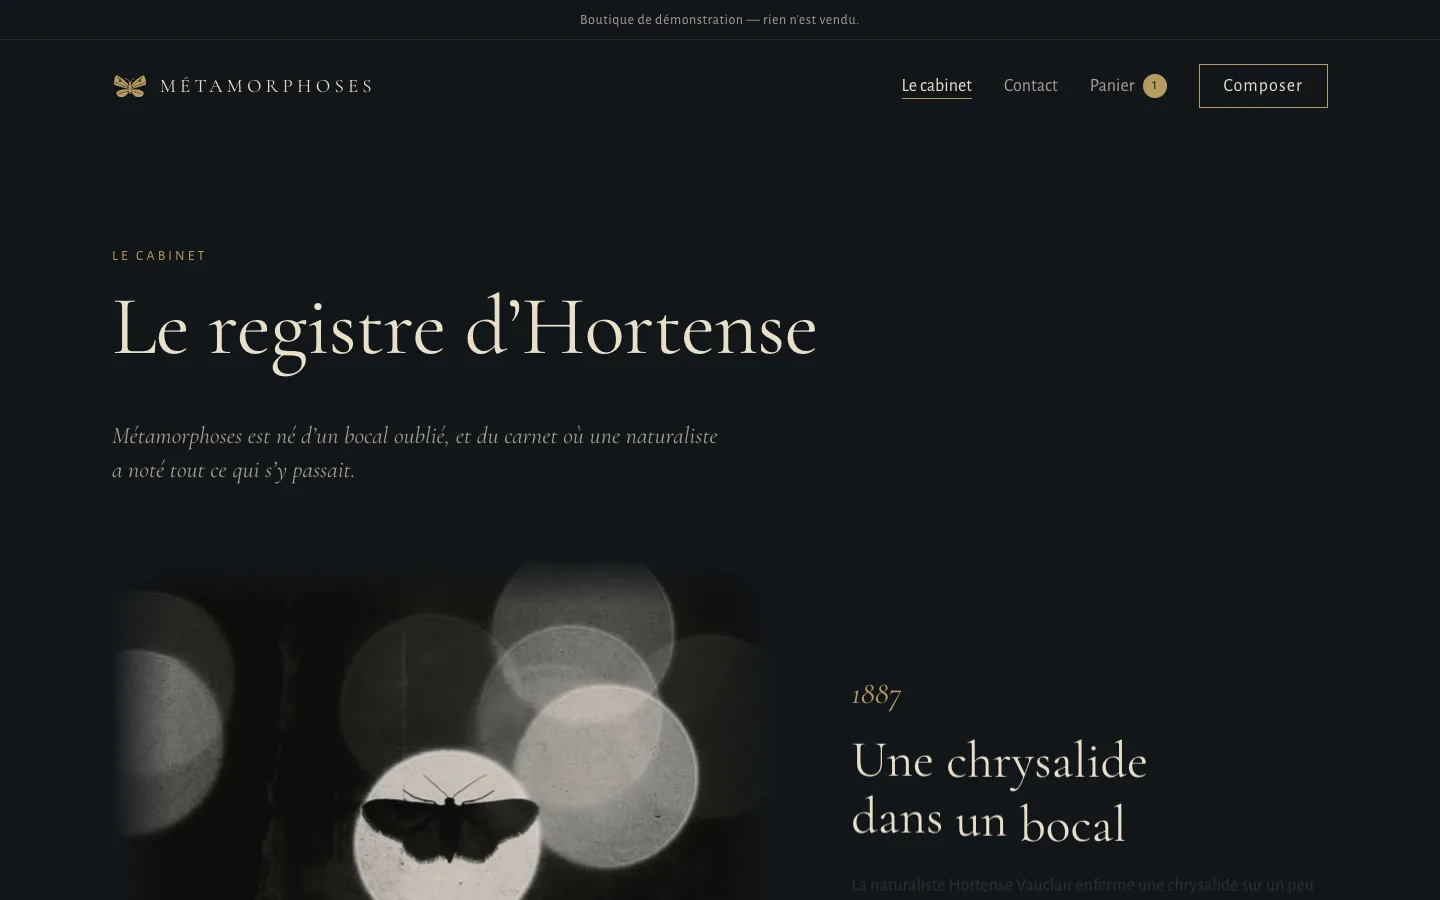 Boutique de démonstration — rien n'est vendu.
MÉTAMORPHOSES
Le cabinet
Contact
Panier 1
Composer
LE CABINET
Le registre d’Hortense
Métamorphoses est né d’un bocal oublié, et du carnet où une naturaliste
a noté tout ce qui s’y passait.
1887
Une chrysalide
dans un bocal
La naturaliste Hortense Vauclair enferme une chrysalide sur un peu